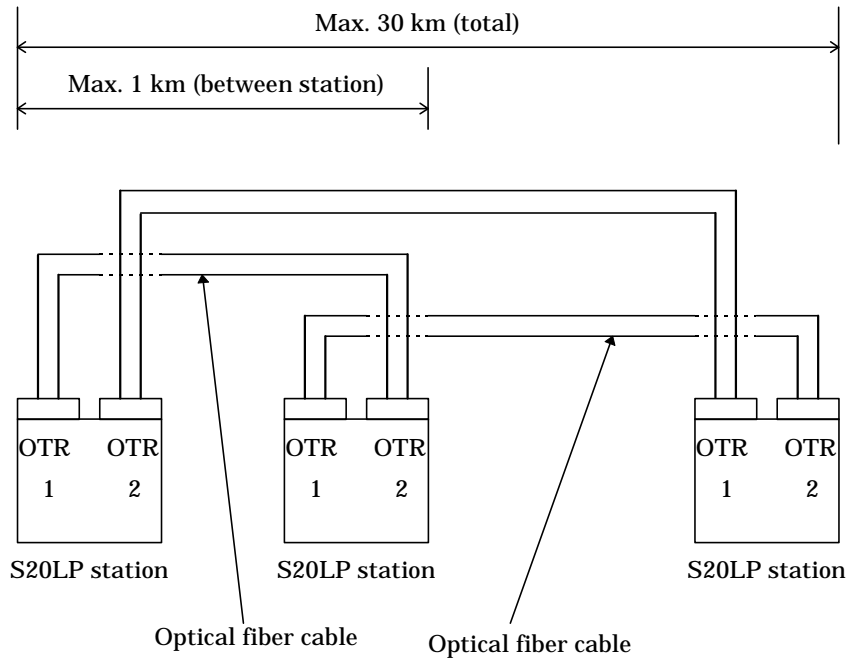 Max. 30 km (total)
Max. 1 km (between station)
OTR
1
OTR
2
OTR
1
OTR
2
OTR
1
OTR
2
S20LP station
S20LP station
S20LP station
Optical fiber cable
Optical fiber cable